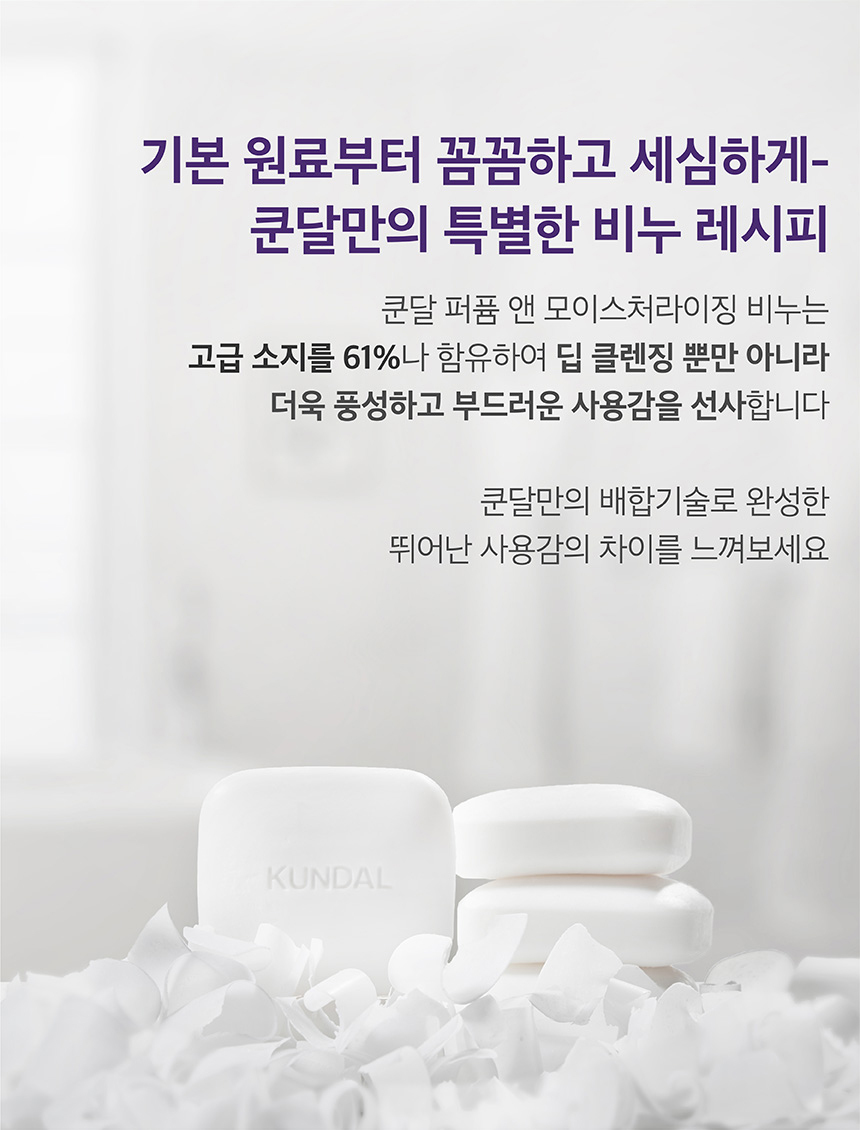 기본 원료부터 꼼꼼하고 세심하게-
쿤달만의 특별한 비누 레시피
쿤달 퍼퓸 앤 모이스처라이징 비누는
고급 소지를 61%나 함유하여 딥 클렌징 뿐만 아니라
더욱 풍성하고 부드러운 사용감을 선사합니다
쿤달만의 배합기술로 완성한
뛰어난 사용감의 차이를 느껴보세요
KUNDAL